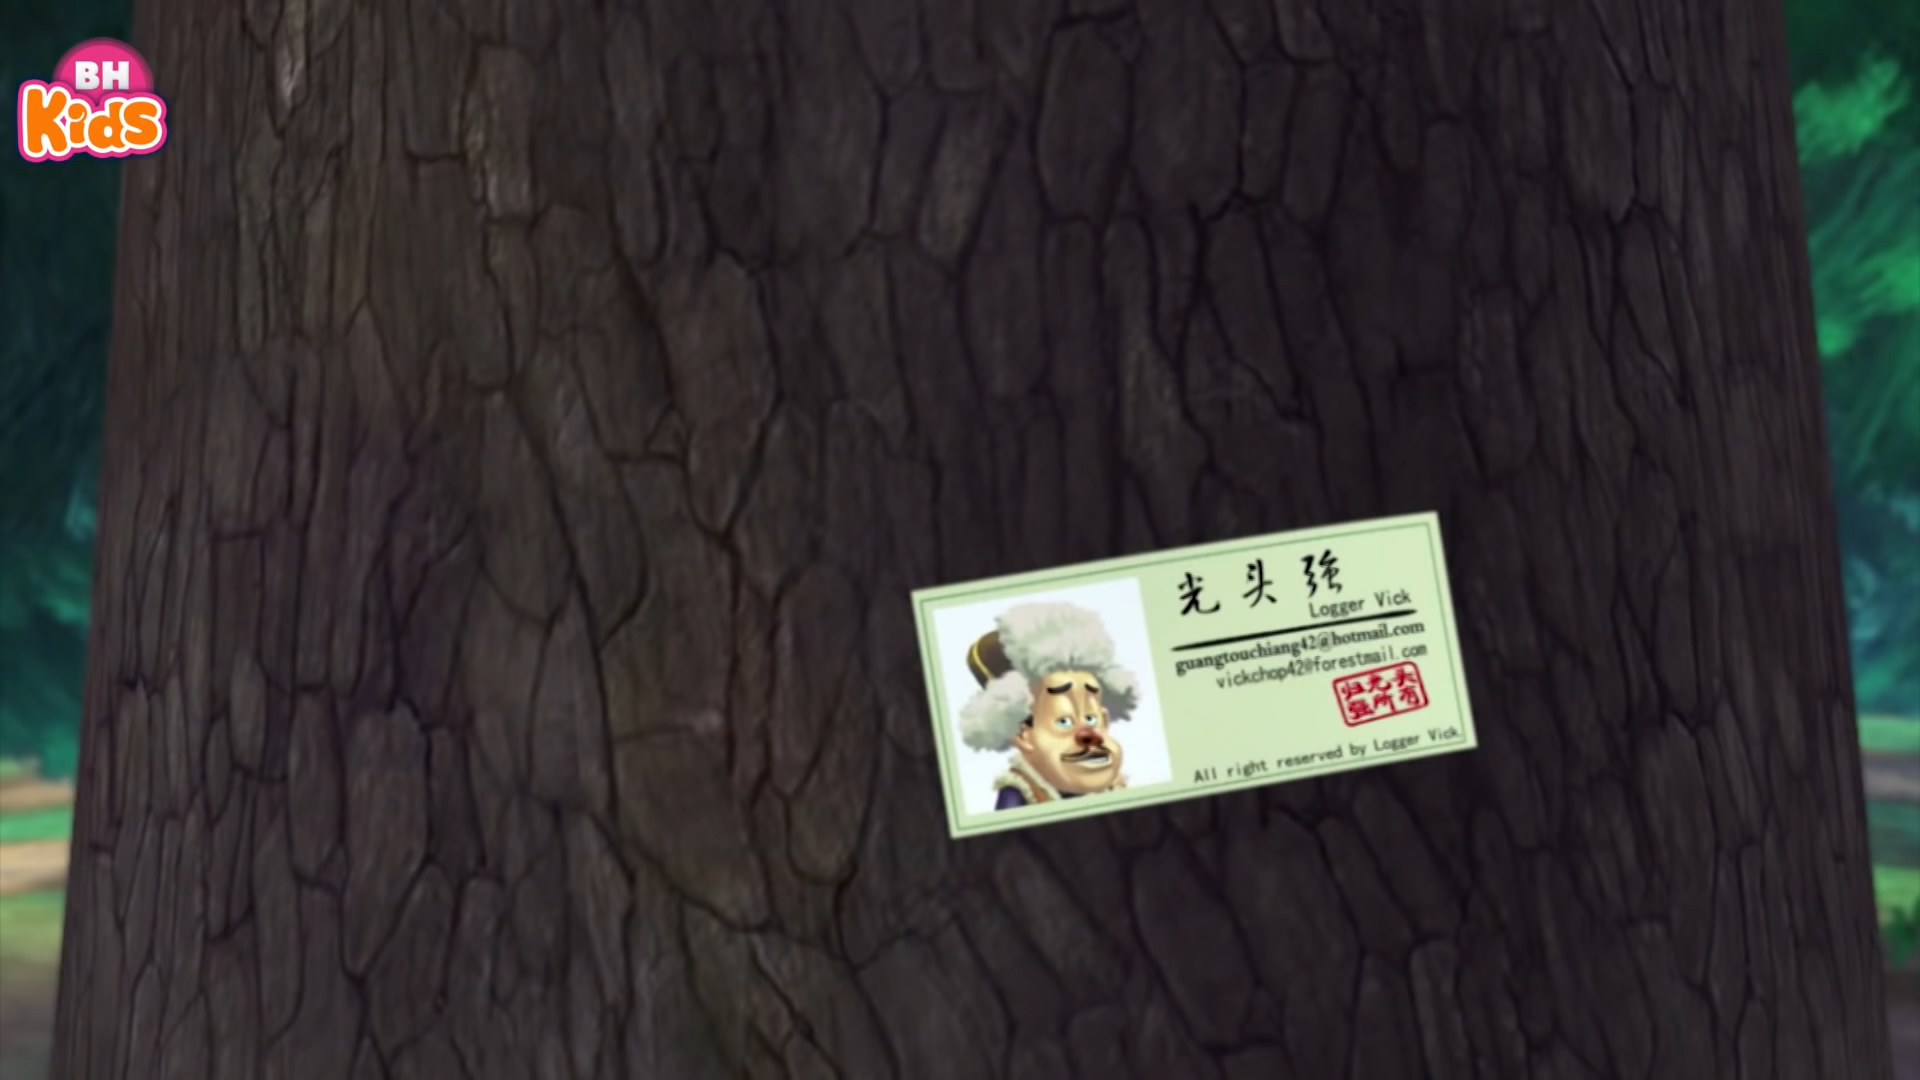 BH
Kids
光头強
Logger Vick
guangtouchiang42@hotmail.com
vickchop42@forestmail.com
归光头
强所有
All right reserved by Logger Vick.